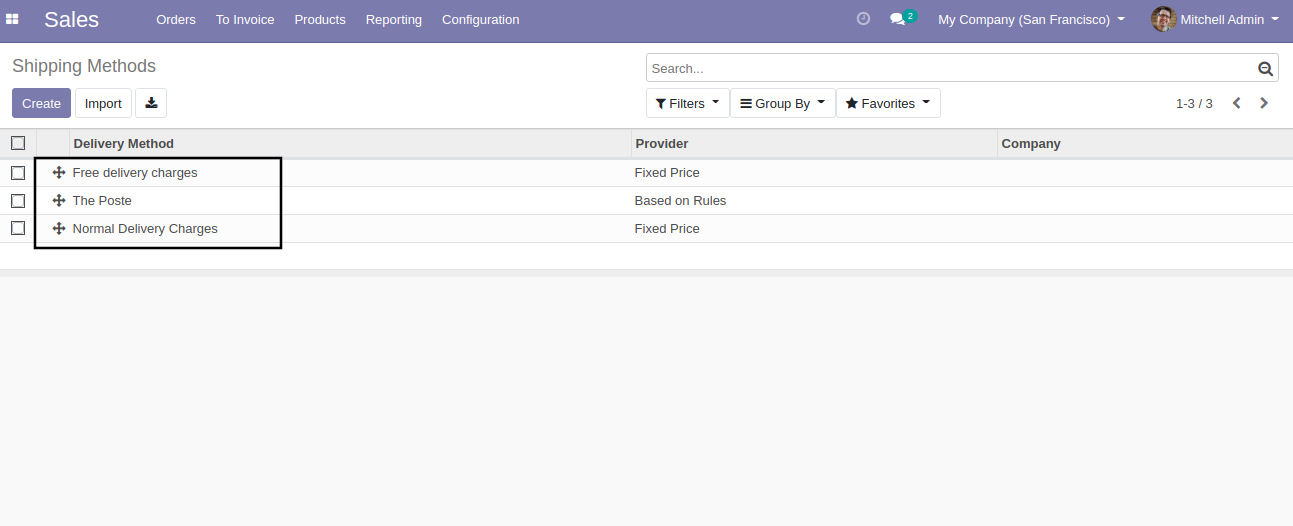 Sales Orders To Invoice Products Reporting Configuration 2 My Company (San Francisco) Mitchell Admin
Shipping Methods Search...
Create Import Filters Group By Favorites 1-3 / 3
Delivery Method Provider Company
Free delivery charges Fixed Price
The Poste Based on Rules
Normal Delivery Charges Fixed Price